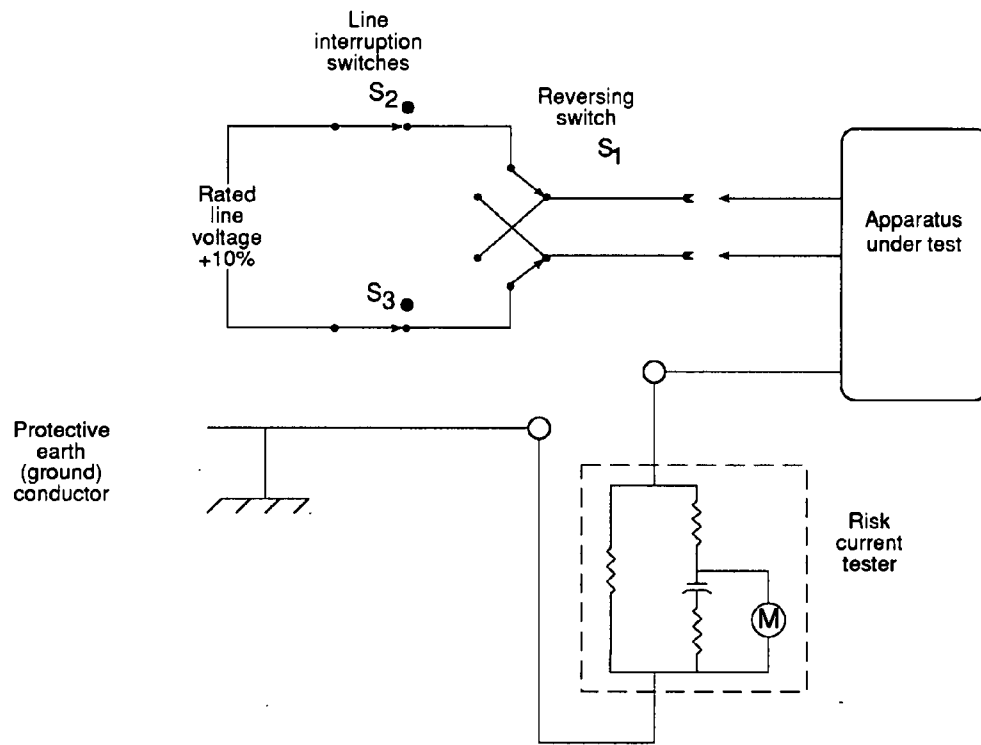 Line
interruption
switches
S2
Reversing
switch
S1
Rated
line
voltage
+10%
Apparatus
under test
S3
Protective
earth
(ground)
conductor
Risk
current
tester
M